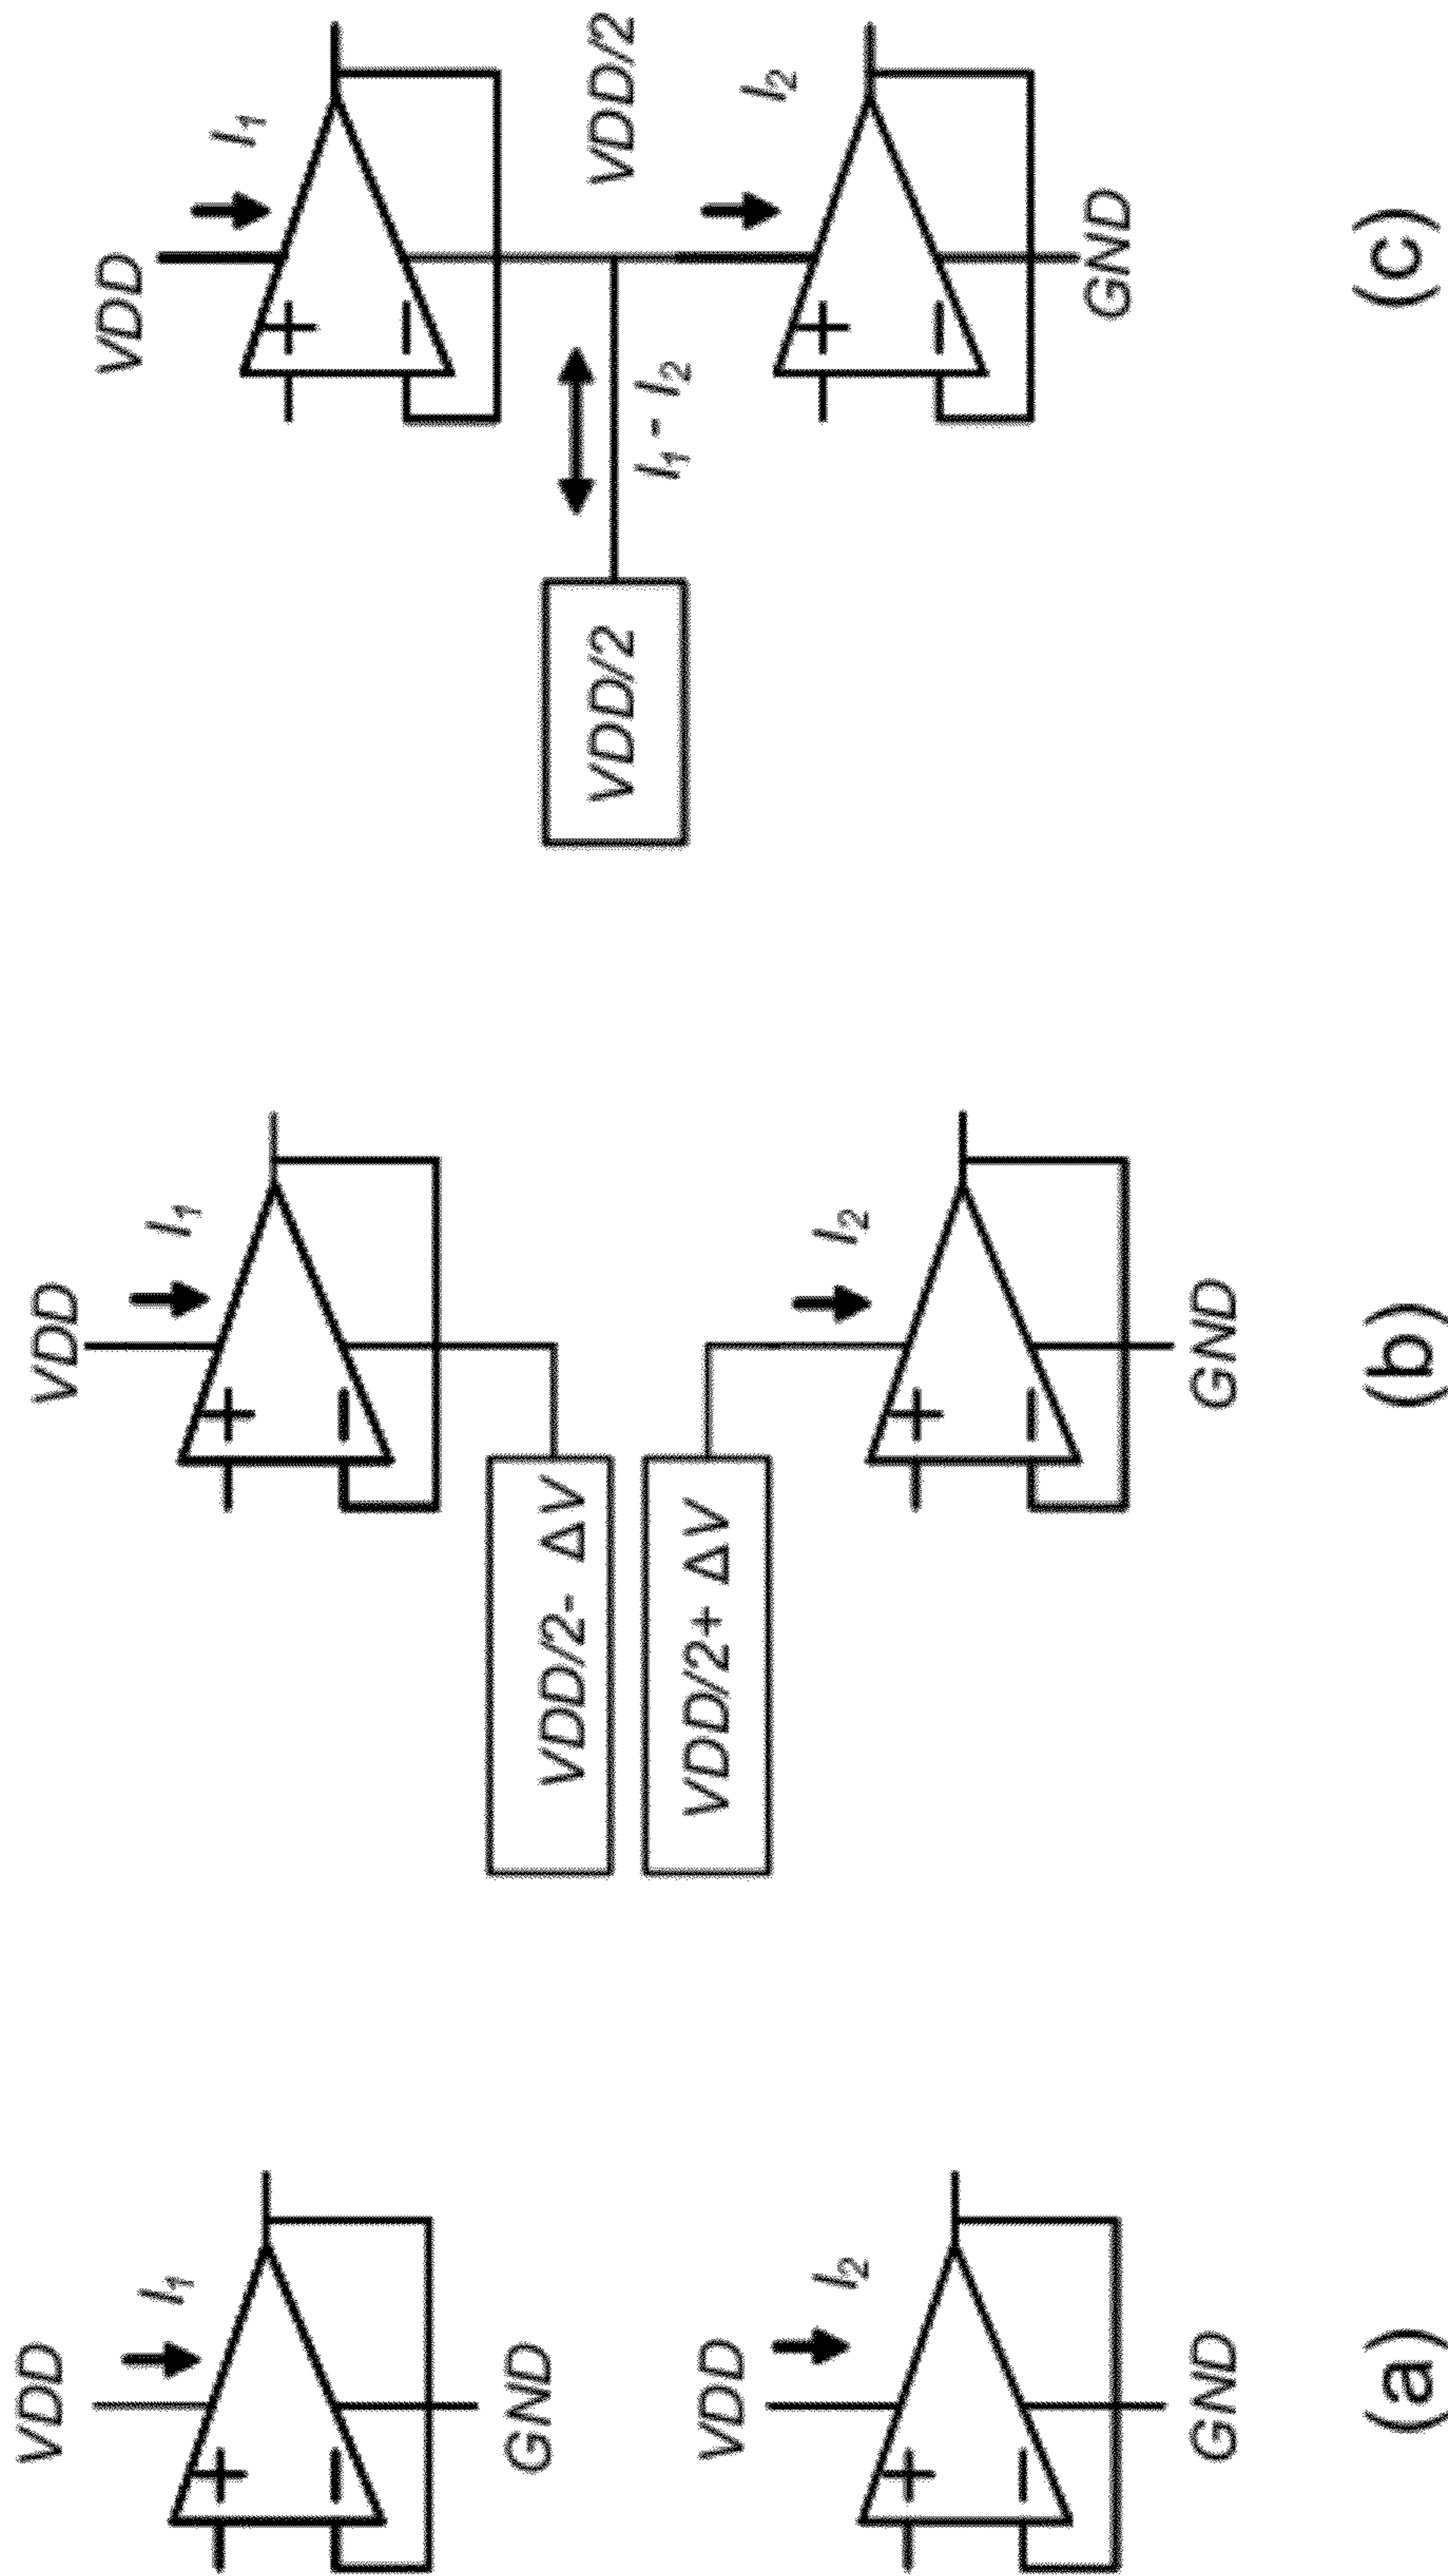 VDD
I1
GND
VDD
I2
GND
(a)
VDD
I1
VDD/2- ΔV
VDD/2+ ΔV
I2
GND
(b)
VDD
I1
VDD/2
I1 - I2
VDD/2
I2
GND
(c)